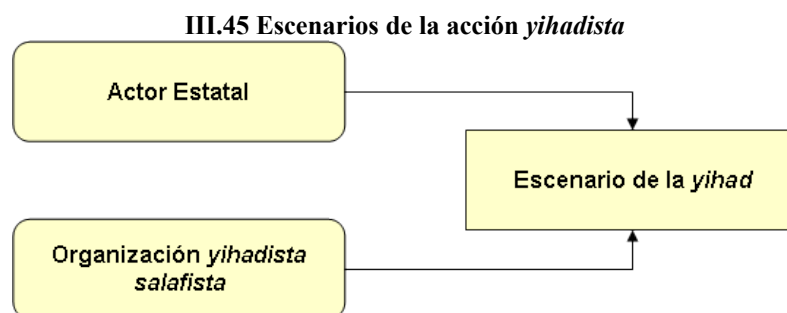 III.45 Escenarios de la acción yihadista
Actor Estatal
Escenario de la yihad
Organización yihadista
salafista